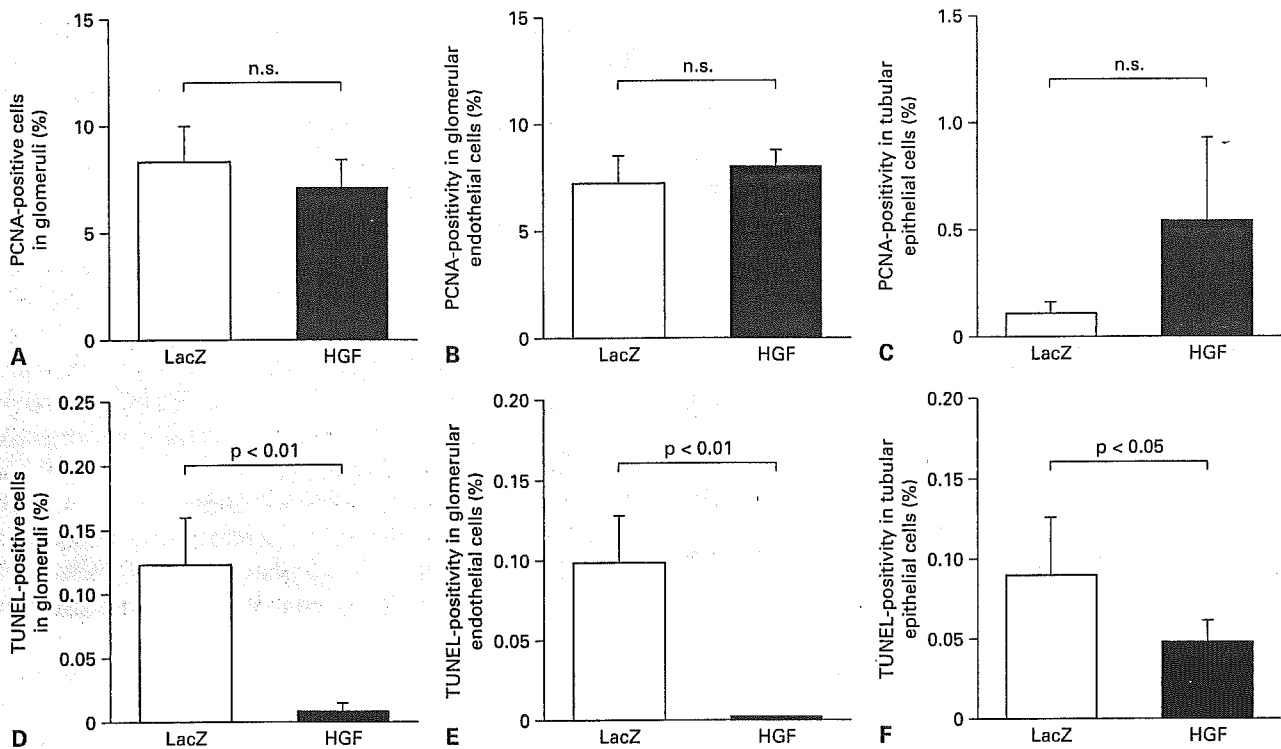 15
10
5
0
PCNA-positive cells
in glomeruli (%)
n.s.
LacZ
HGF
A
15
10
5
0
PCNA-positivity in glomerular
endothelial cells (%)
n.s.
LacZ
HGF
B
1.5
1.0
0.5
0
PCNA-positivity in tubular
epithelial cells (%)
n.s.
LacZ
HGF
C
0.25
0.20
0.15
0.10
0.05
0
TUNEL-positive cells
in glomeruli (%)
p < 0.01
LacZ
HGF
D
0.20
0.15
0.10
0.05
0
TUNEL-positivity in glomerular
endothelial cells (%)
p < 0.01
LacZ
HGF
E
0.20
0.15
0.10
0.05
0
TUNEL-positivity in tubular
epithelial cells (%)
p < 0.05
LacZ
HGF
F